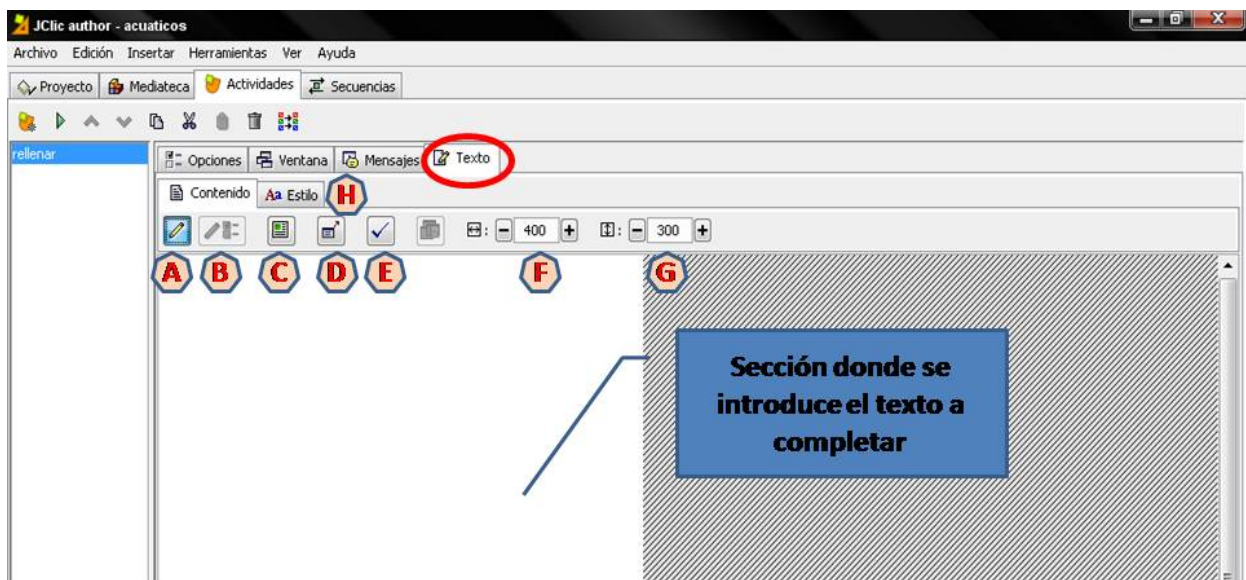 JClic author - acuaticos
Archivo Edición Insertar Herramientas Ver Ayuda
Proyecto Mediateca Actividades Secuencias
rellenar
Opciones Ventana Mensajes Texto
Contenido Aa Estilo H
: - 400 + : - 300 +
A B C D E F G
Sección donde se
introduce el texto a
completar